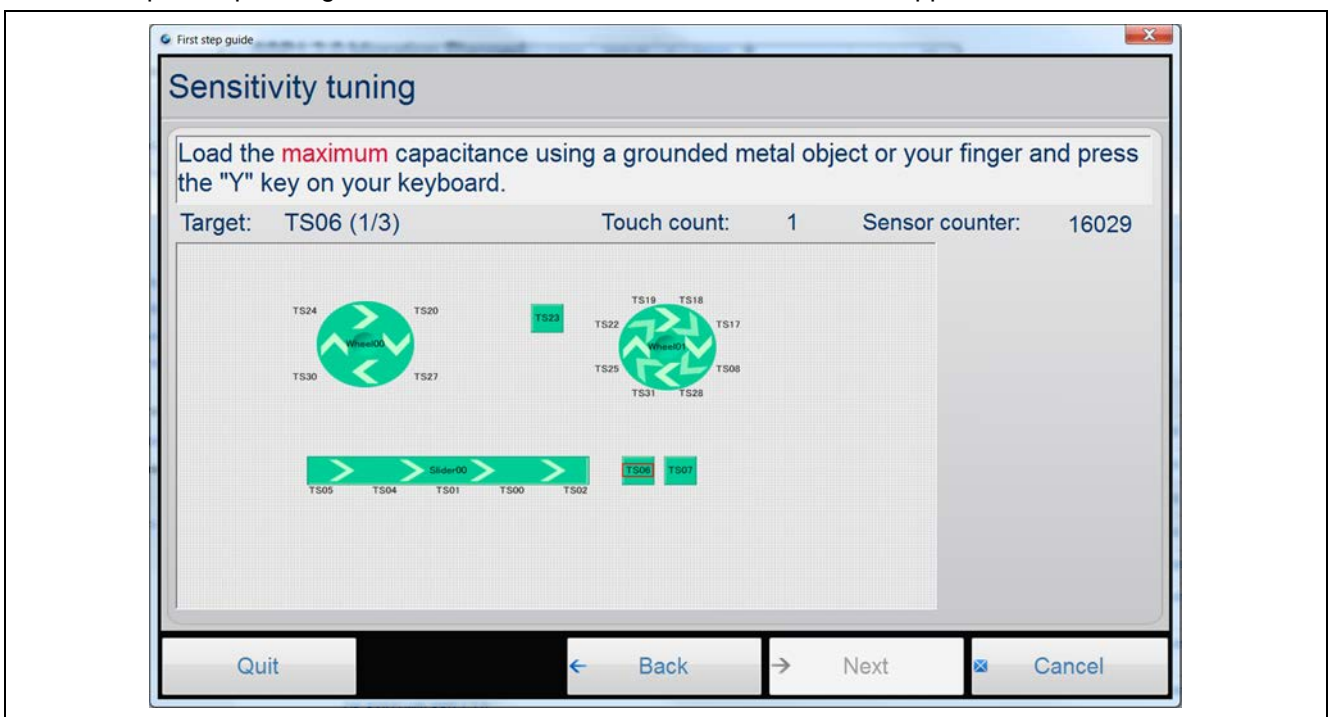 First step guide
Sensitivity tuning
Load the maximum capacitance using a grounded metal object or your finger and press
the "Y" key on your keyboard.
Target: TS06 (1/3) Touch count: 1 Sensor counter: 16029
TS19 TS18
TS24 TS20 TS23 TS22 TS17
Wheel00 Wheel01
TS30 TS27 TS25 TS08
TS31 TS28
Slider00 TS06 TS07
TS05 TS04 TS01 TS00 TS02
Quit Back Next Cancel